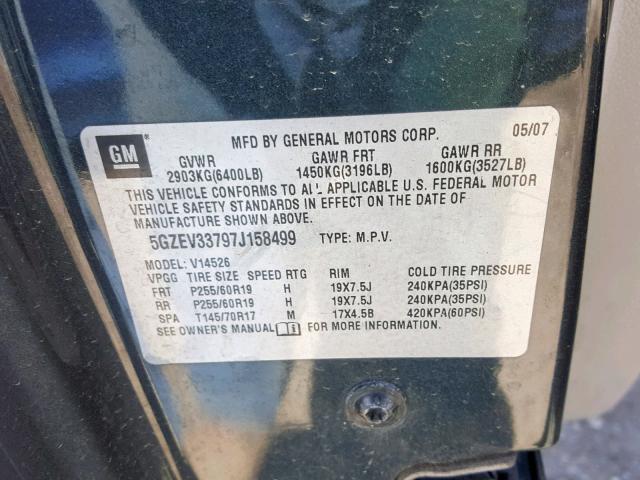 GM
MFD BY GENERAL MOTORS CORP. 05/07
GVWR GAWR FRT GAWR RR
2903KG(6400LB) 1450KG(3196LB) 1600KG(3527LB)
THIS VEHICLE CONFORMS TO ALL APPLICABLE U.S. FEDERAL MOTOR
VEHICLE SAFETY STANDARDS IN EFFECT ON THE DATE OF
MANUFACTURE SHOWN ABOVE.
5GZEV33797J158499 TYPE: M.P.V.
MODEL: V14526
VPGG TIRE SIZE SPEED RTG RIM COLD TIRE PRESSURE
FRT P255/60R19 H 19X7.5J 240KPA(35PSI)
RR P255/60R19 H 19X7.5J 240KPA(35PSI)
SPA T145/70R17 M 17X4.5B 420KPA(60PSI)
SEE OWNER'S MANUAL FOR MORE INFORMATION.